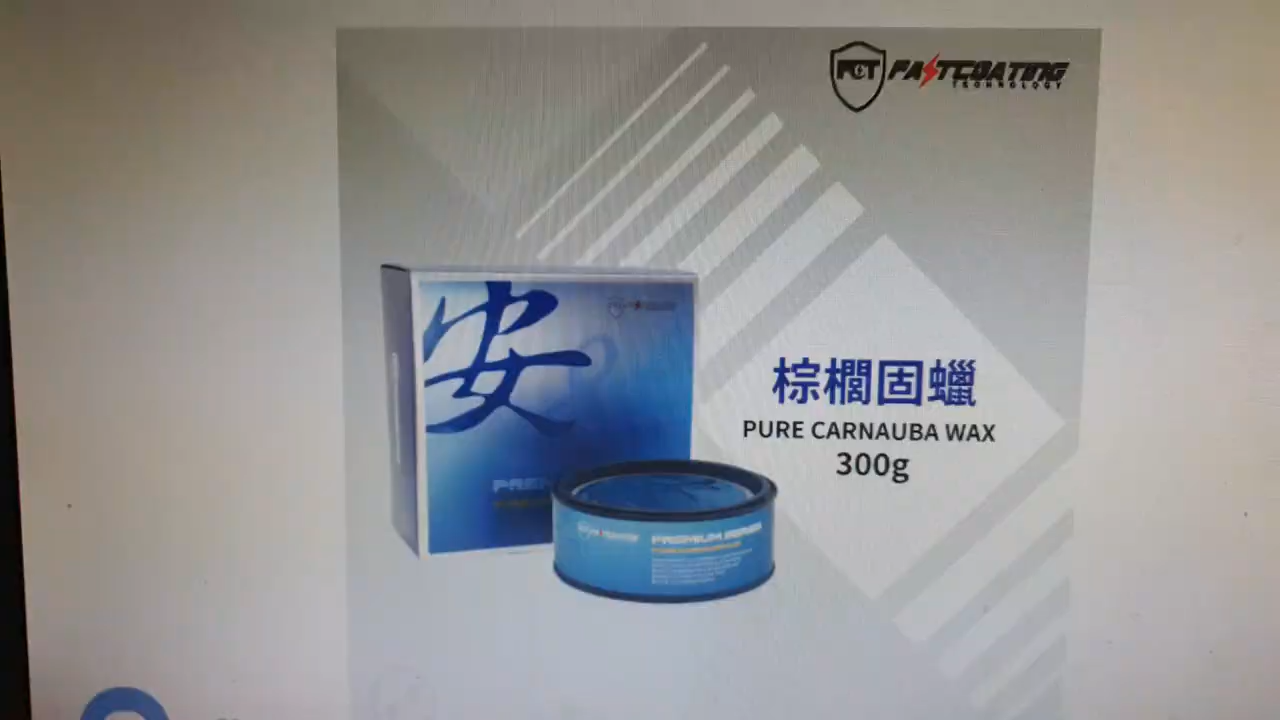 FCT FASTCOATING
TECHNOLOGY
安
棕櫚固蠟
PURE CARNAUBA WAX
300g
PREMIUM SERIES